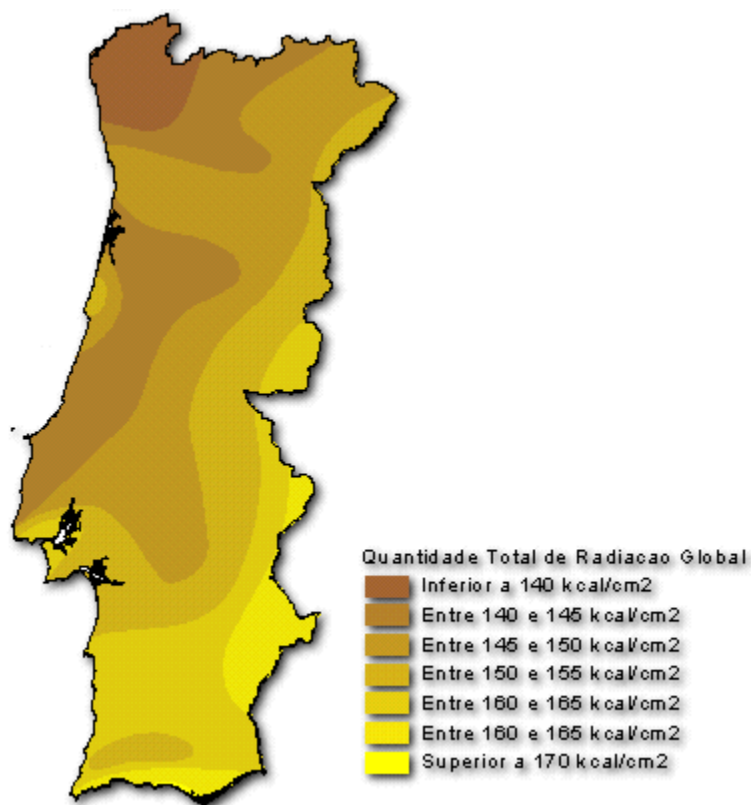 Quantidade Total de Radiacao Global
Inferior a 140 kcal/cm2
Entre 140 e 145 kcal/cm2
Entre 145 e 150 kcal/cm2
Entre 150 e 155 kcal/cm2
Entre 160 e 165 kcal/cm2
Entre 160 e 165 kcal/cm2
Superior a 170 kcal/cm2